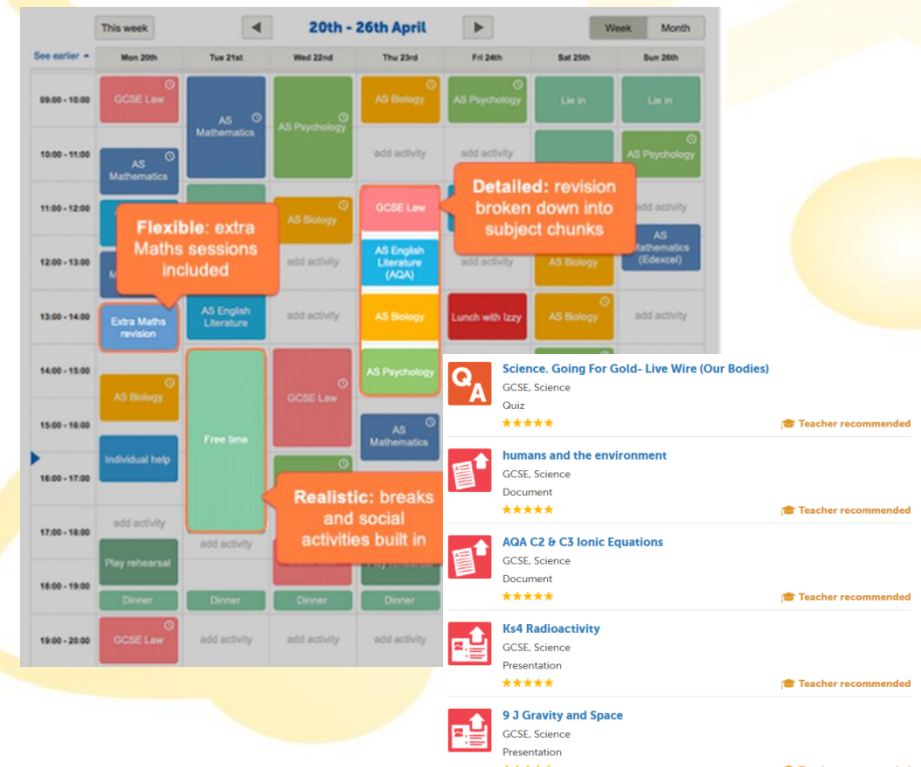 This week
20th - 26th April
Week Month
See earlier
Mon 20th Tue 21st Wed 22nd Thu 23rd Fri 24th Sat 25th Sun 26th
09:00 - 10:00
GCSE Law
AS
Mathematics
AS Psychology
AS Biology
AS Psychology
Lie in
Lie in
10:00 - 11:00
AS
Mathematics
add activity
add activity
AS Psychology
11:00 - 12:00
Flexible: extra
Maths sessions
included
AS Biology
GCSE Law
Detailed: revision
broken down into
subject chunks
add activity
12:00 - 13:00
add activity
AS English
Literature
(AQA)
add activity
AS Biology
AS
Mathematics
(Edexcel)
13:00 - 14:00
Extra Maths
revision
AS English
Literature
add activity
AS Biology
Lunch with Izzy
AS Biology
add activity
14:00 - 15:00
AS Biology
Free time
GCSE Law
AS Psychology
15:00 - 16:00
Individual help
AS
Mathematics
16:00 - 17:00
Realistic: breaks
and social
activities built in
17:00 - 18:00
add activity
add activity
Play rehearsal
18:00 - 19:00
Dinner Dinner Dinner Dinner
19:00 - 20:00
GCSE Law
add activity
add activity
add activity
QA
Science. Going For Gold- Live Wire (Our Bodies)
GCSE, Science
Quiz
Teacher recommended
humans and the environment
GCSE, Science
Document
Teacher recommended
AQA C2 & C3 Ionic Equations
GCSE, Science
Document
Teacher recommended
Ks4 Radioactivity
GCSE, Science
Presentation
Teacher recommended
9 J Gravity and Space
GCSE, Science
Presentation